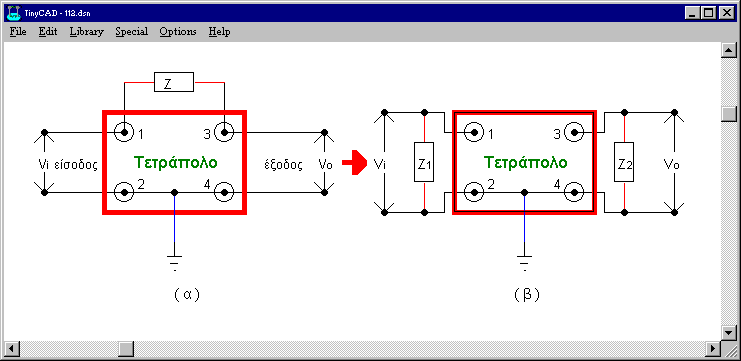 TinyCAD - 113.dsn
File Edit Library Special Options Help
Z
1 3
Vi είσοδος Τετράπολο έξοδος Vo
2 4
(α)
1 3
Vi Z1 Τετράπολο Z2 Vo
2 4
(β)